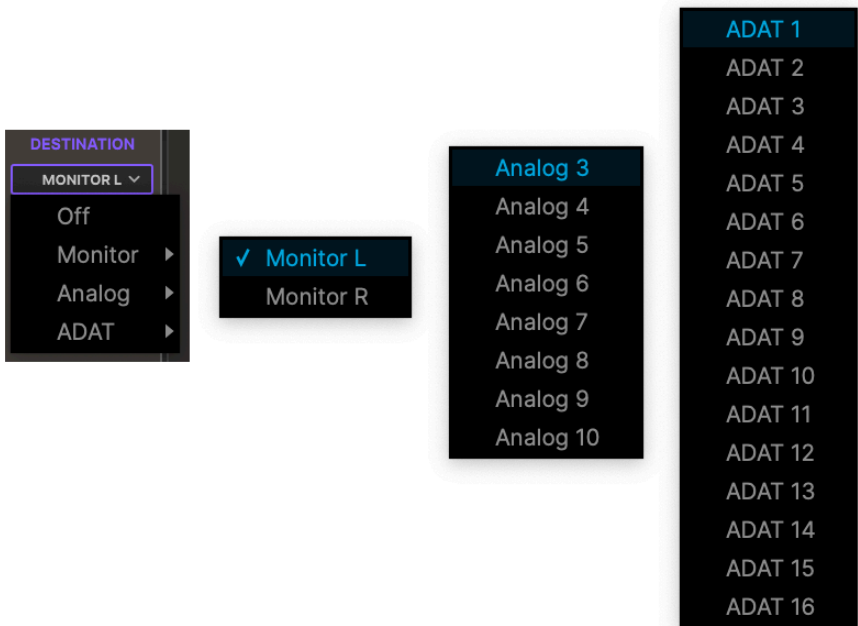 DESTINATION
MONITOR L
Off
Monitor
Analog
ADAT
Monitor L
Monitor R
Analog 3
Analog 4
Analog 5
Analog 6
Analog 7
Analog 8
Analog 9
Analog 10
ADAT 1
ADAT 2
ADAT 3
ADAT 4
ADAT 5
ADAT 6
ADAT 7
ADAT 8
ADAT 9
ADAT 10
ADAT 11
ADAT 12
ADAT 13
ADAT 14
ADAT 15
ADAT 16